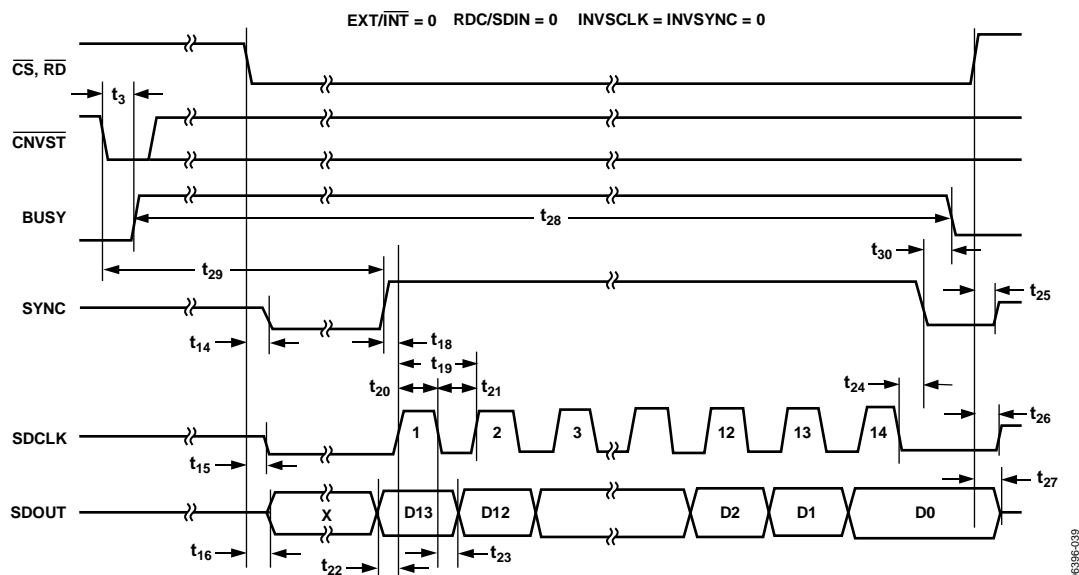 EXT/INT = 0 RDC/SDIN = 0 INVSCLK = INVSYNC = 0
CS, RD
t3
CNVST
BUSY
t28
t30
t29
SYNC
t25
t14
t18
t19
t20
t21
t24
t26
SDCLK
1
2
3
12
13
14
t15
t27
SDOUT
X
D13
D12
D2
D1
D0
t16
t22
t23
06396-039